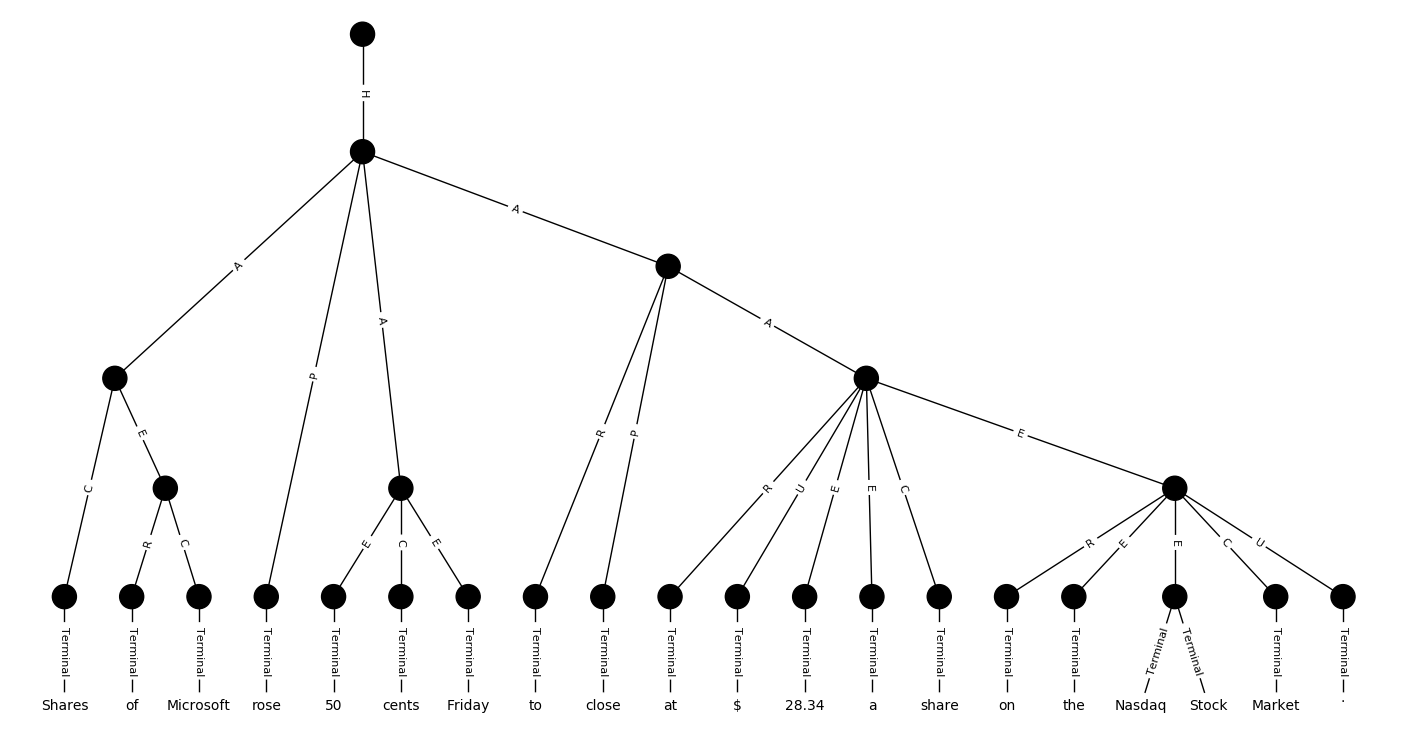 H
A
A
A
P
A
E
R
P
C
R
U
E
E
C
E
R
C
E
C
E
R
E
E
C
U
Terminal Terminal Terminal Terminal Terminal Terminal Terminal Terminal Terminal Terminal Terminal Terminal Terminal Terminal Terminal Terminal Terminal Terminal Terminal Terminal
Shares of Microsoft rose 50 cents Friday to close at $ 28.34 a share on the Nasdaq Stock Market .